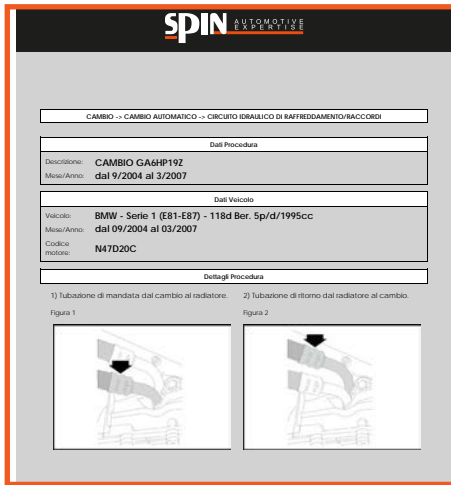 SPIN AUTOMOTIVE
EXPERTISE
CAMBIO -> CAMBIO AUTOMATICO -> CIRCUITO IDRAULICO DI RAFFREDDAMENTO/RACCORDI
Dati Procedura
Descrizione: CAMBIO GA6HP19Z
Mese/Anno: dal 9/2004 al 3/2007
Dati Veicolo
Veicolo: BMW - Serie 1 (E81-E87) - 118d Ber. 5p/d/1995cc
Mese/Anno: dal 09/2004 al 03/2007
Codice
motore: N47D20C
Dettagli Procedura
1) Tubazione di mandata dal cambio al radiatore. 2) Tubazione di ritorno dal radiatore al cambio.
Figura 1 Figura 2